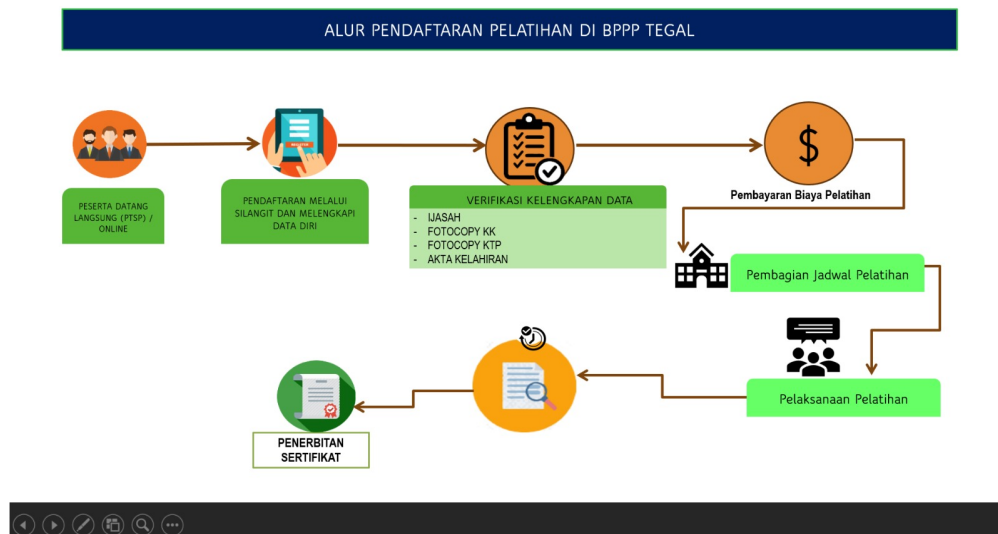 ALUR PENDAFTARAN PELATIHAN DI BPPP TEGAL
PESERTA DATANG
LANGSUNG (PTSP) /
ONLINE
PENDAFTARAN MELALUI
SILANGIT DAN MELENGKAPI
DATA DIRI
VERIFIKASI KELENGKAPAN DATA
- IJASAH
- FOTOCOPY KK
- FOTOCOPY KTP
- AKTA KELAHIRAN
$
Pembayaran Biaya Pelatihan
Pembagian Jadwal Pelatihan
Pelaksanaan Pelatihan
PENERBITAN
SERTIFIKAT